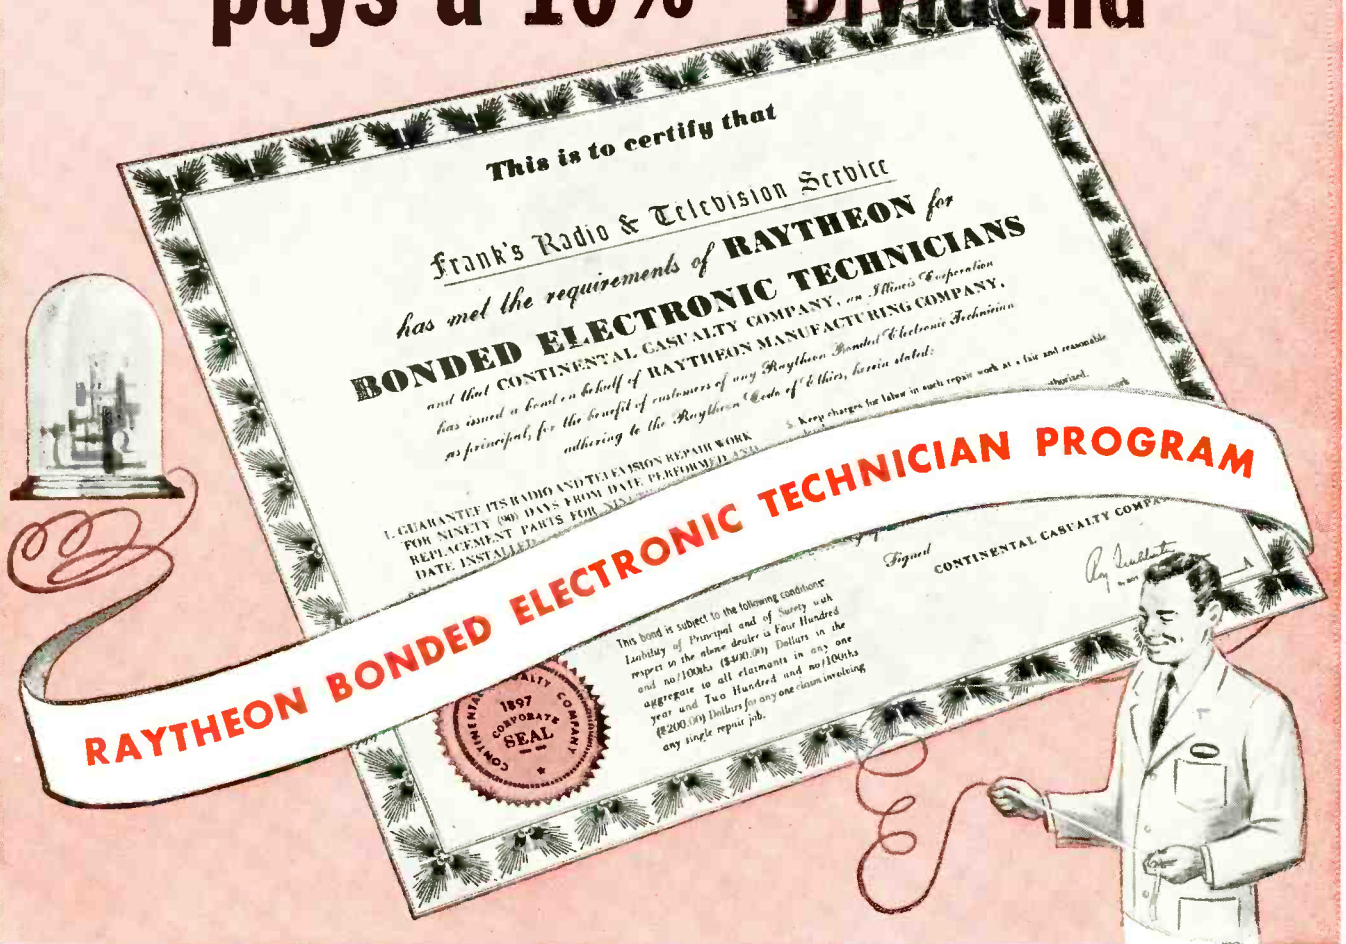 pays a 10% "Dividend"
This is to certify that
Frank's Radio & Television Service
has met the requirements of RAYTHEON for
BONDED ELECTRONIC TECHNICIANS
and that CONTINENTAL CASUALTY COMPANY, an Illinois Corporation
has issued a bond on behalf of RAYTHEON MANUFACTURING COMPANY,
as principal, for the benefit of customers of any Raytheon Bonded Electronic Technician
adhering to the Raytheon Code of Ethics, herein stated:
1. GUARANTEE ITS RADIO AND TELEVISION REPAIR WORK
FOR NINETY (90) DAYS FROM DATE PERFORMED AND
REPLACEMENT PARTS FOR
DATE INSTALLED
5. Keep charges for labor in such repair work at a fair and reasonable
work
RAYTHEON BONDED ELECTRONIC TECHNICIAN PROGRAM
Signed
CONTINENTAL CASUALTY COMPANY
This bond is subject to the following conditions:
Liability of Principal and of Surety with
respect to the above dealer is Four Hundred
and no/100ths ($400.00) Dollars in the
aggregate to all claimants in any one
year and Two Hundred and no/100ths
($200.00) Dollars for any one claim involving
any single repair job.
CONTINENTAL CASUALTY COMPANY
1897
CORPORATE
SEAL